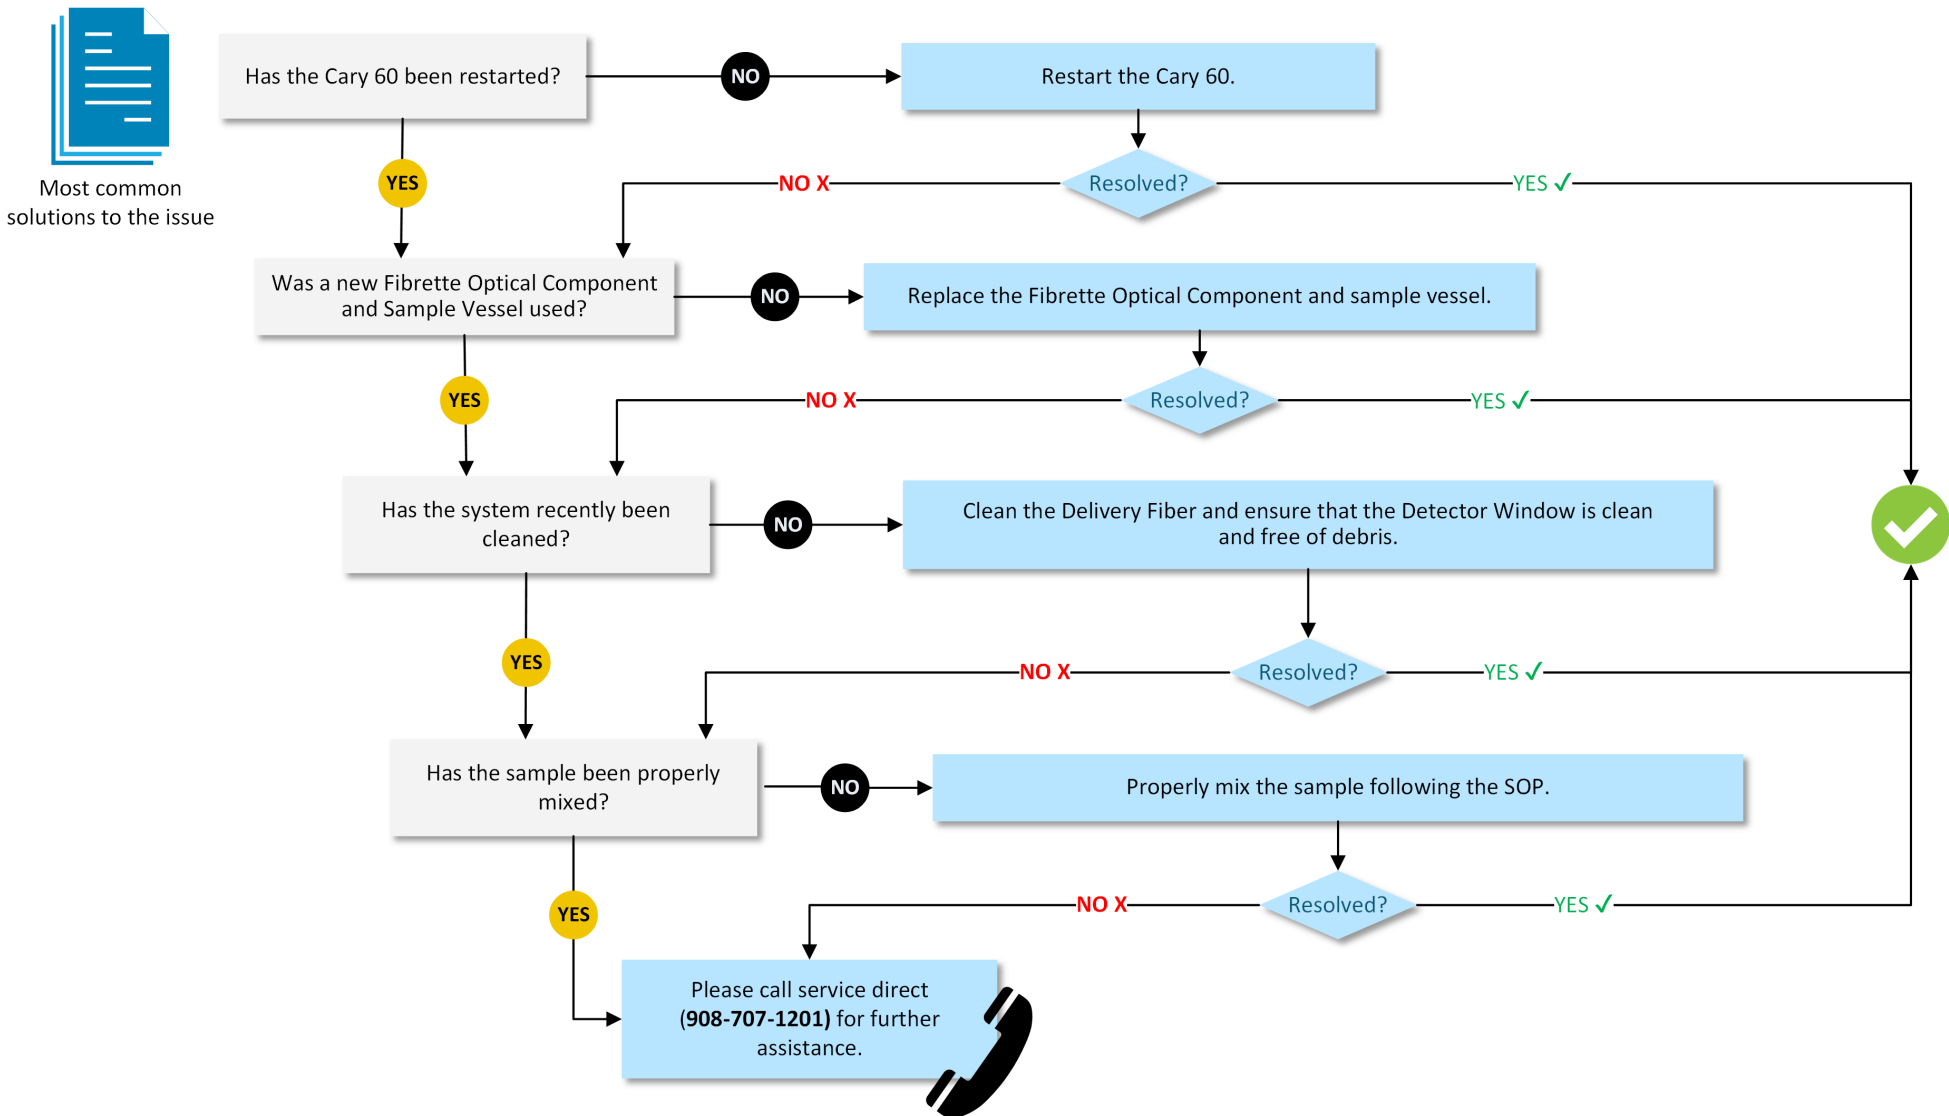 Most common
solutions to the issue
Has the Cary 60 been restarted?
NO
Restart the Cary 60.
YES
NO X
Resolved?
YES ✓
Was a new Fibrette Optical Component
and Sample Vessel used?
NO
Replace the Fibrette Optical Component and sample vessel.
YES
NO X
Resolved?
YES ✓
Has the system recently been
cleaned?
NO
Clean the Delivery Fiber and ensure that the Detector Window is clean
and free of debris.
YES
NO X
Resolved?
YES ✓
Has the sample been properly
mixed?
NO
Properly mix the sample following the SOP.
YES
NO X
Resolved?
YES ✓
Please call service direct
(908-707-1201) for further
assistance.